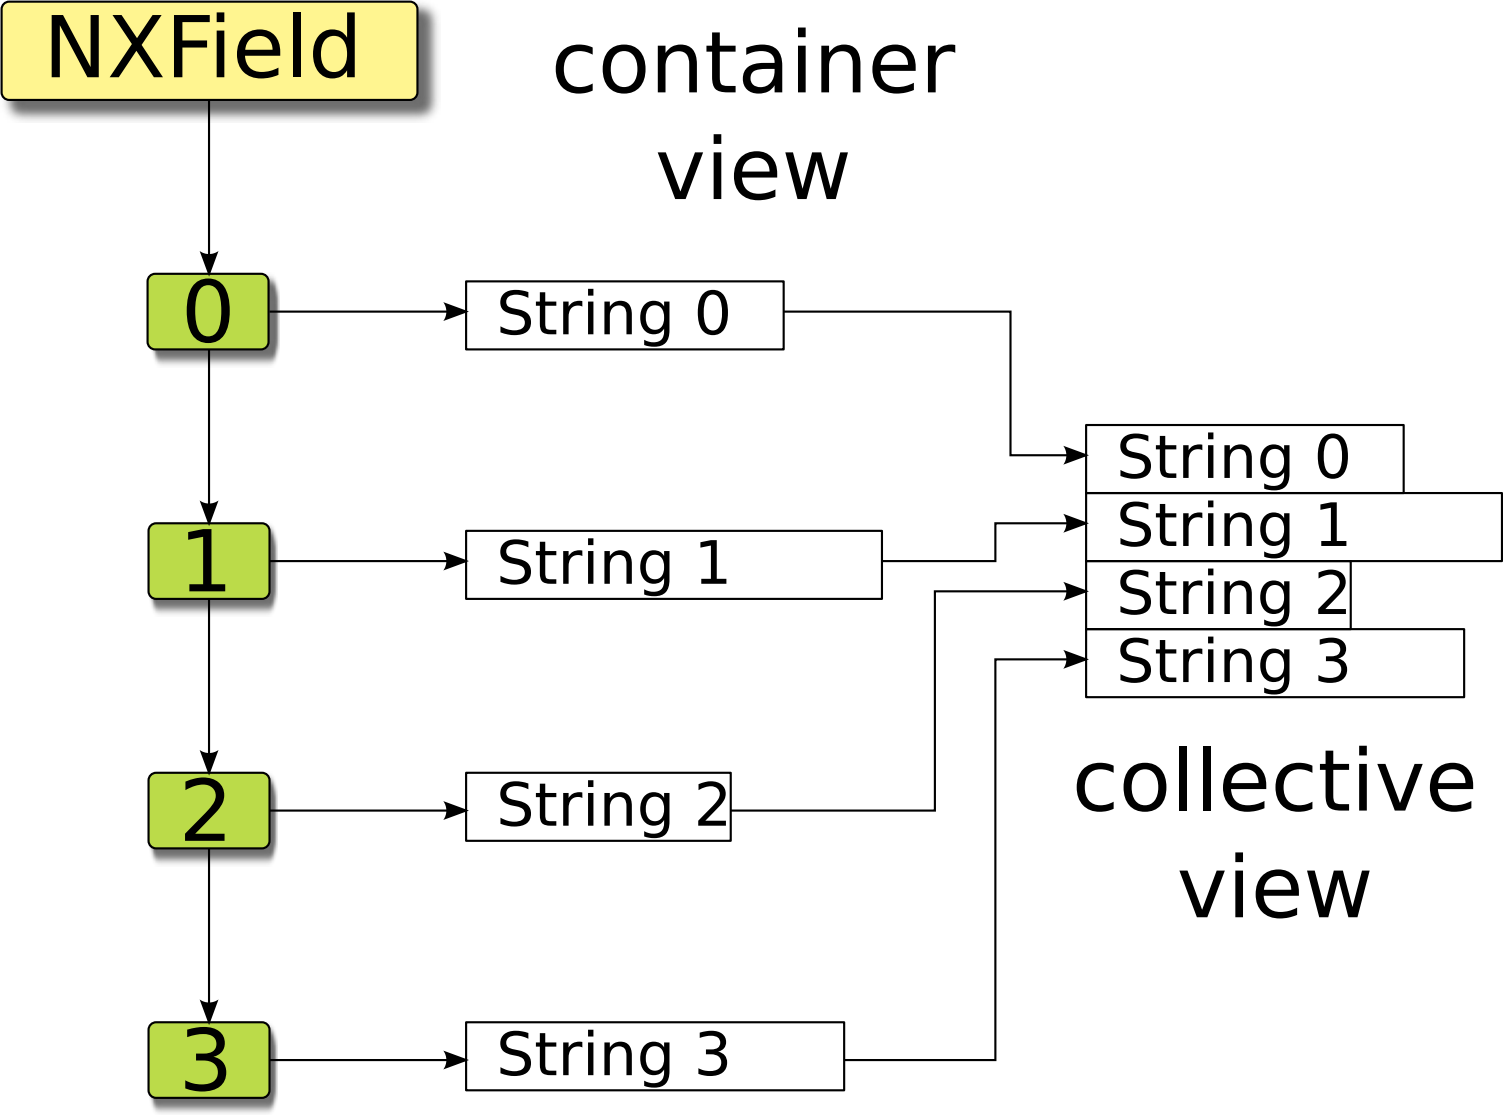 NXField
container
view
0
String 0
1
String 1
2
String 2
3
String 3
String 0
String 1
String 2
String 3
collective
view